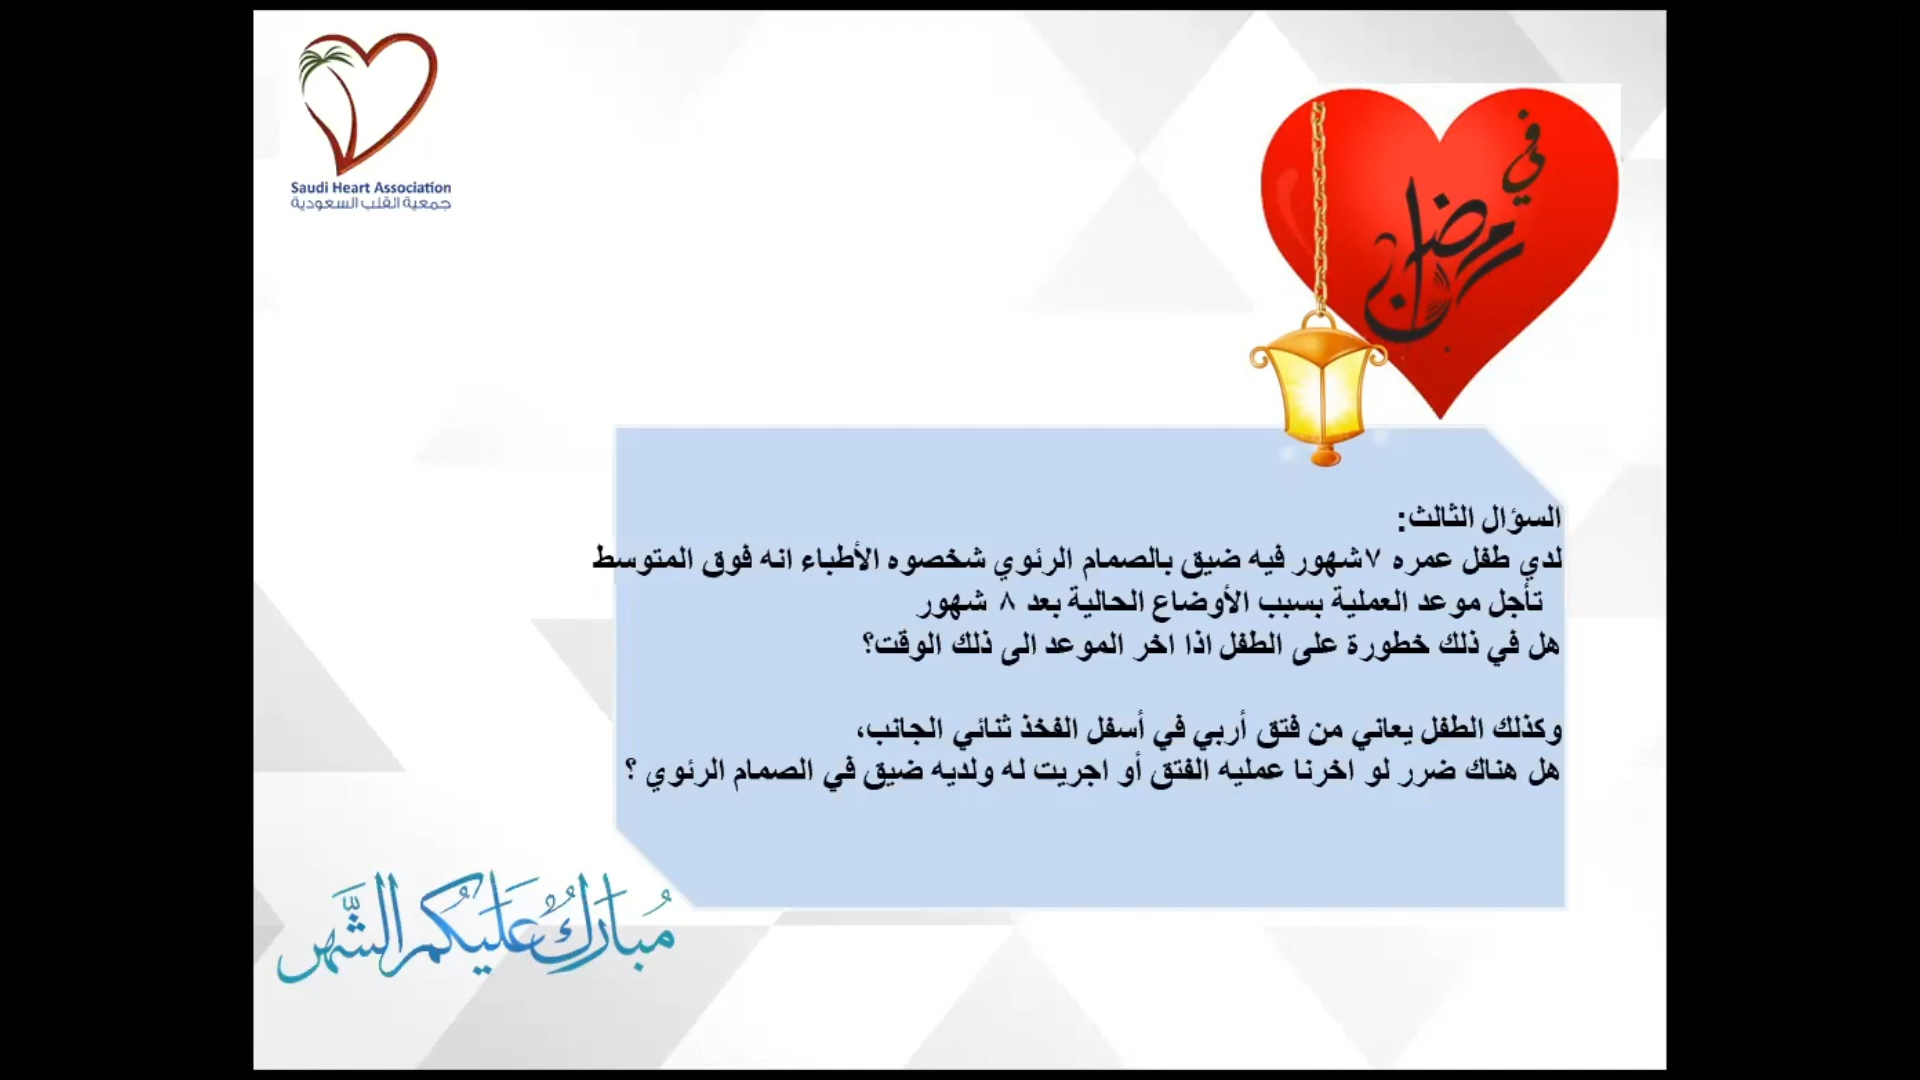 Saudi Heart Association
جمعية القلب السعودية
في
رمضان
السؤال الثالث:
لدي طفل عمره ٧شهور فيه ضيق بالصمام الرئوي شخصوه الأطباء انه فوق المتوسط
تأجل موعد العملية بسبب الأوضاع الحالية بعد ٨ شهور
هل في ذلك خطورة على الطفل اذا اخر الموعد الى ذلك الوقت؟
وكذلك الطفل يعاني من فتق أربي في أسفل الفخذ ثنائي الجانب،
هل هناك ضرر لو اخرنا عمليه الفتق أو اجريت له ولديه ضيق في الصمام الرئوي ؟
مُبارَكٌ عَلَيْكُم الشَّهر